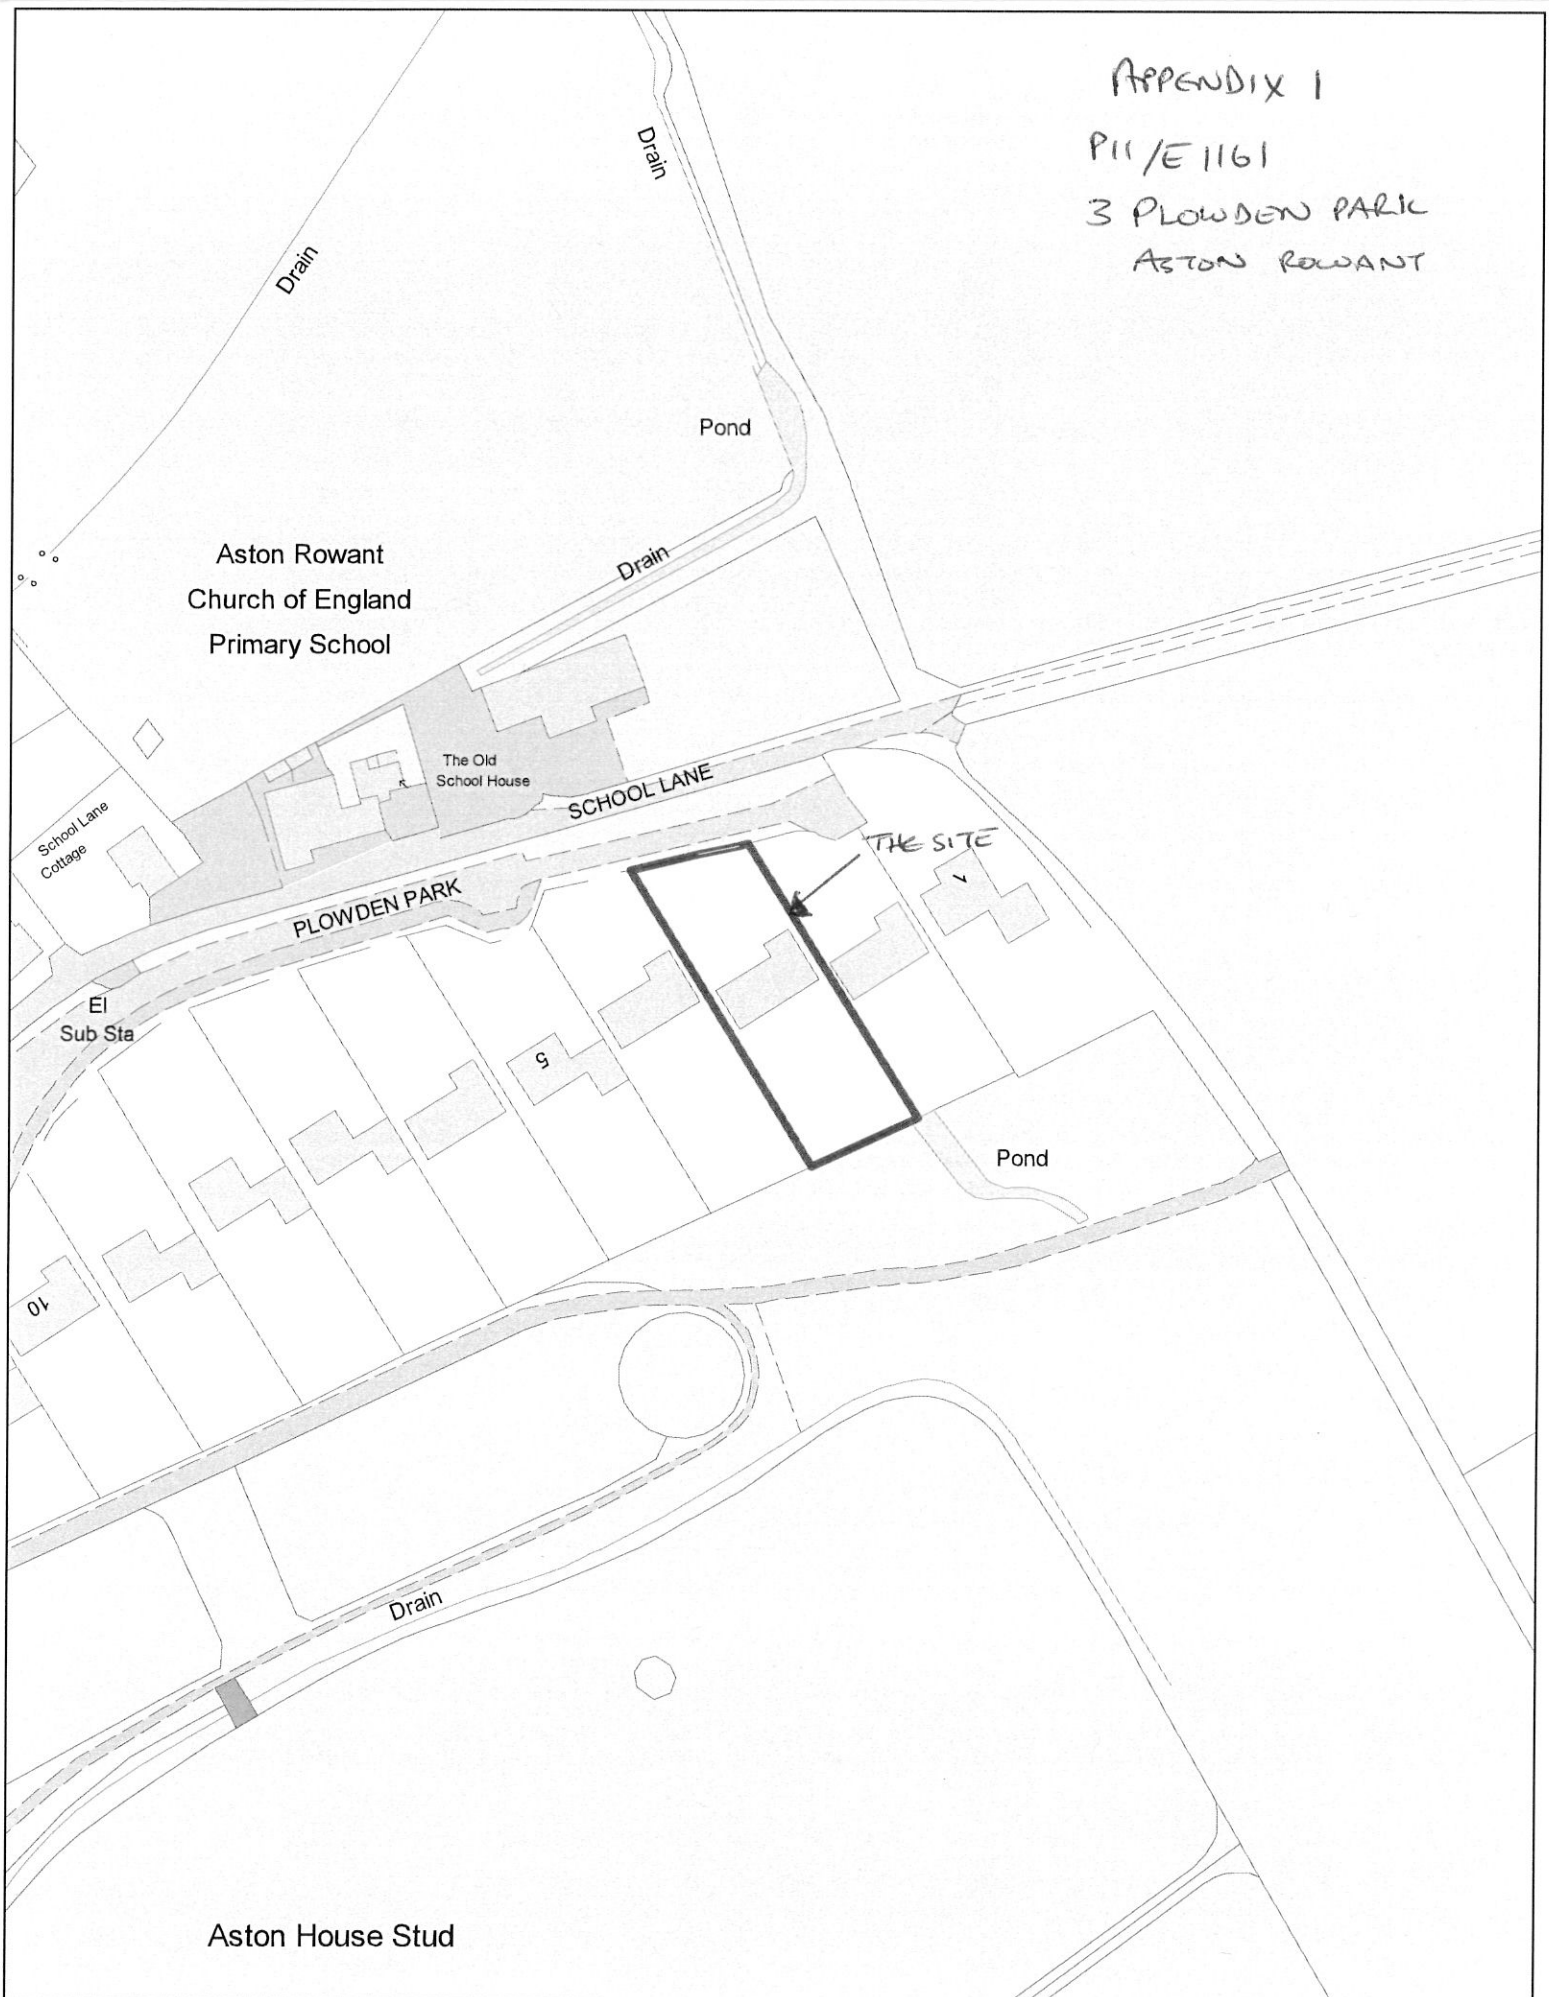 APPENDIX 1
P11/E1161
3 PLOWDEN PARK
ASTON ROWANT
Drain
Drain
Pond
Aston Rowant
Church of England
Primary School
Drain
The Old
School House
SCHOOL LANE
School Lane
Cottage
THE SITE
PLOWDEN PARK
1
El
Sub Sta
5
Pond
10
Drain
Aston House Stud